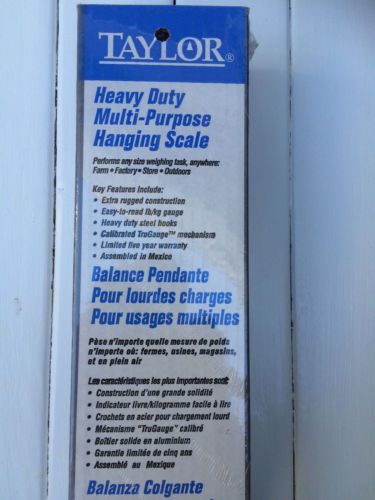 TAYLOR®
Heavy Duty
Multi-Purpose
Hanging Scale
Performs any size weighing task, anywhere:
Farm • Factory • Store • Outdoors
Key Features Include:
• Extra rugged construction
• Easy-to-read lb/kg gauge
• Heavy duty steel hooks
• Calibrated TruGauge™ mechanism
• Limited five year warranty
• Assembled in Mexico
Balance Pendante
Pour lourdes charges
Pour usages multiples
Pèse n'importe quelle mesure de poids
n'importe où: fermes, usines, magasins,
et en plein air
Les caractéristiques les plus importantes sont:
• Construction d'une grande solidité
• Indicateur livre/kilogramme facile à lire
• Crochets en acier pour chargement lourd
• Mécanisme "TruGauge" calibré
• Boîtier solide en aluminium
• Garantie limitée de cinq ans
• Assemblé au Mexique
Balanza Colgante